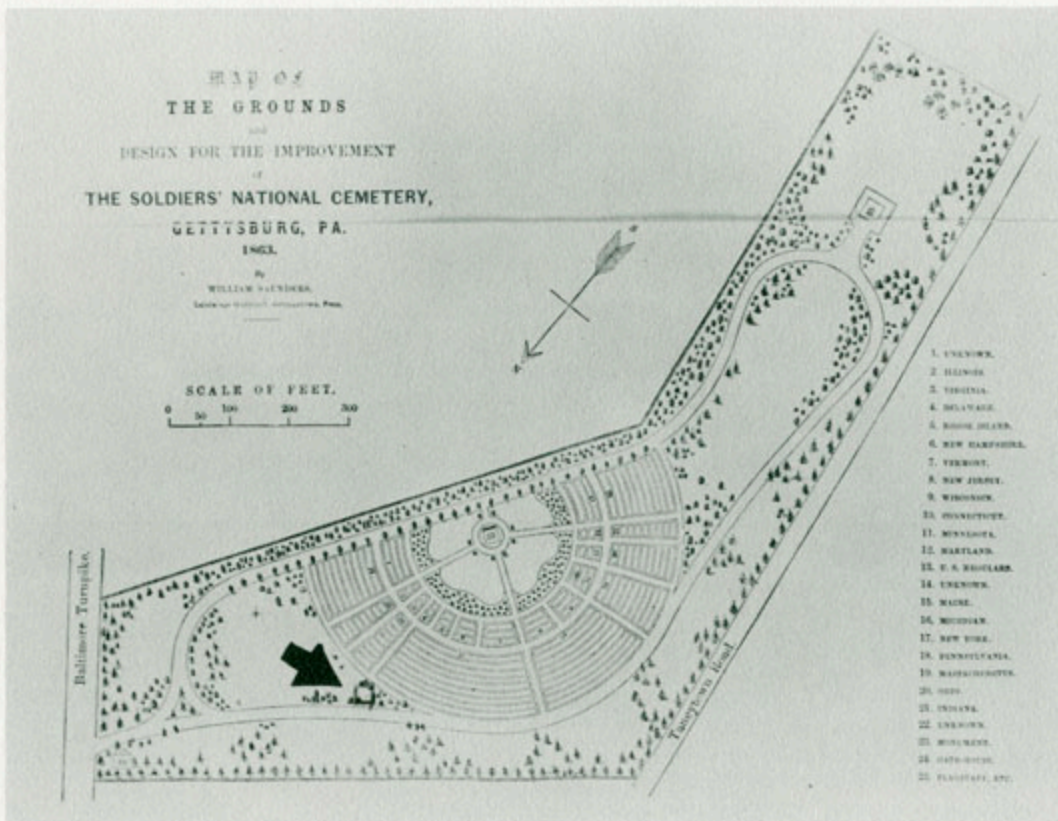 MAP OF
THE GROUNDS
and
DESIGN FOR THE IMPROVEMENT
OF
THE SOLDIERS' NATIONAL CEMETERY,
GETTYSBURG, PA.
1863.
By
WILLIAM SAUNDERS,
SCALE OF FEET.
0 50 100 200 300
Baltimore Turnpike.
Taneytown Road
1. UNKNOWN.
2. ILLINOIS.
3. VIRGINIA.
4. DELAWARE.
5. RHODE ISLAND.
6. NEW HAMPSHIRE.
7. VERMONT.
8. NEW JERSEY.
9. WISCONSIN.
10. CONNECTICUT.
11. MINNESOTA.
12. MARYLAND.
13. U. S. REGULARS.
14. UNKNOWN.
15. MAINE.
16. MICHIGAN.
17. NEW YORK.
18. PENNSYLVANIA.
19. MASSACHUSETTS.
20. OHIO.
21. INDIANA.
22. UNKNOWN.
23. MONUMENT.
24. GATE-HOUSE.
25. FLAGSTAFF, ETC.